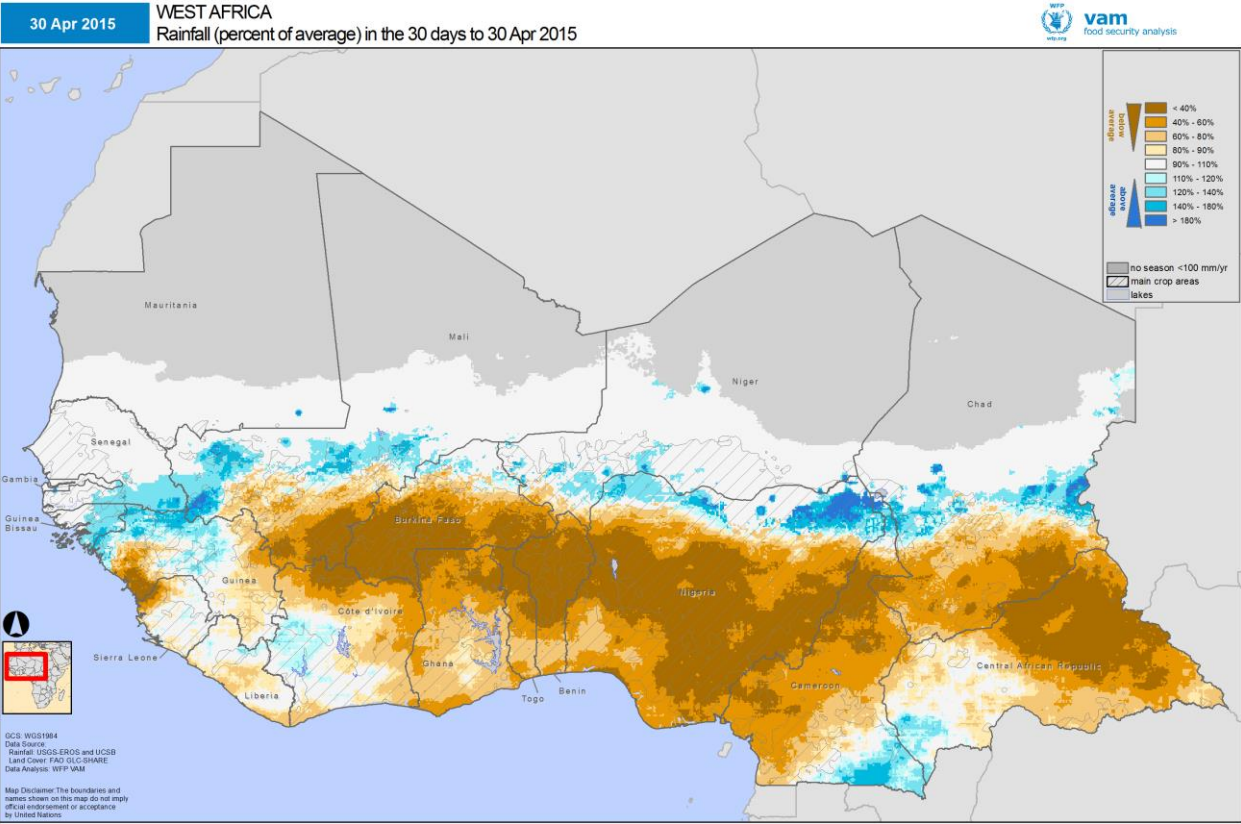 30 Apr 2015
WEST AFRICA
Rainfall (percent of average) in the 30 days to 30 Apr 2015
WFP
wfp.org
vam
food security analysis
below
average
above
average
< 40%
40% - 60%
60% - 80%
80% - 90%
90% - 110%
110% - 120%
120% - 140%
140% - 180%
> 180%
no season <100 mm/yr
main crop areas
lakes
Mauritania
Mali
Niger
Chad
Senegal
Gambia
Guinea
Bissau
Burkina Faso
Guinea
Nigeria
Côte d'Ivoire
Sierra Leone
Ghana
Central African Republic
Cameroon
Liberia
Togo
Benin
GCS: WGS1984
Data Source:
Rainfall: USGS-EROS and UCSB
Land Cover: FAO GLC-SHARE
Data Analysis: WFP VAM
Map Disclaimer:The boundaries and
names shown on this map do not imply
official endorsement or acceptance
by United Nations